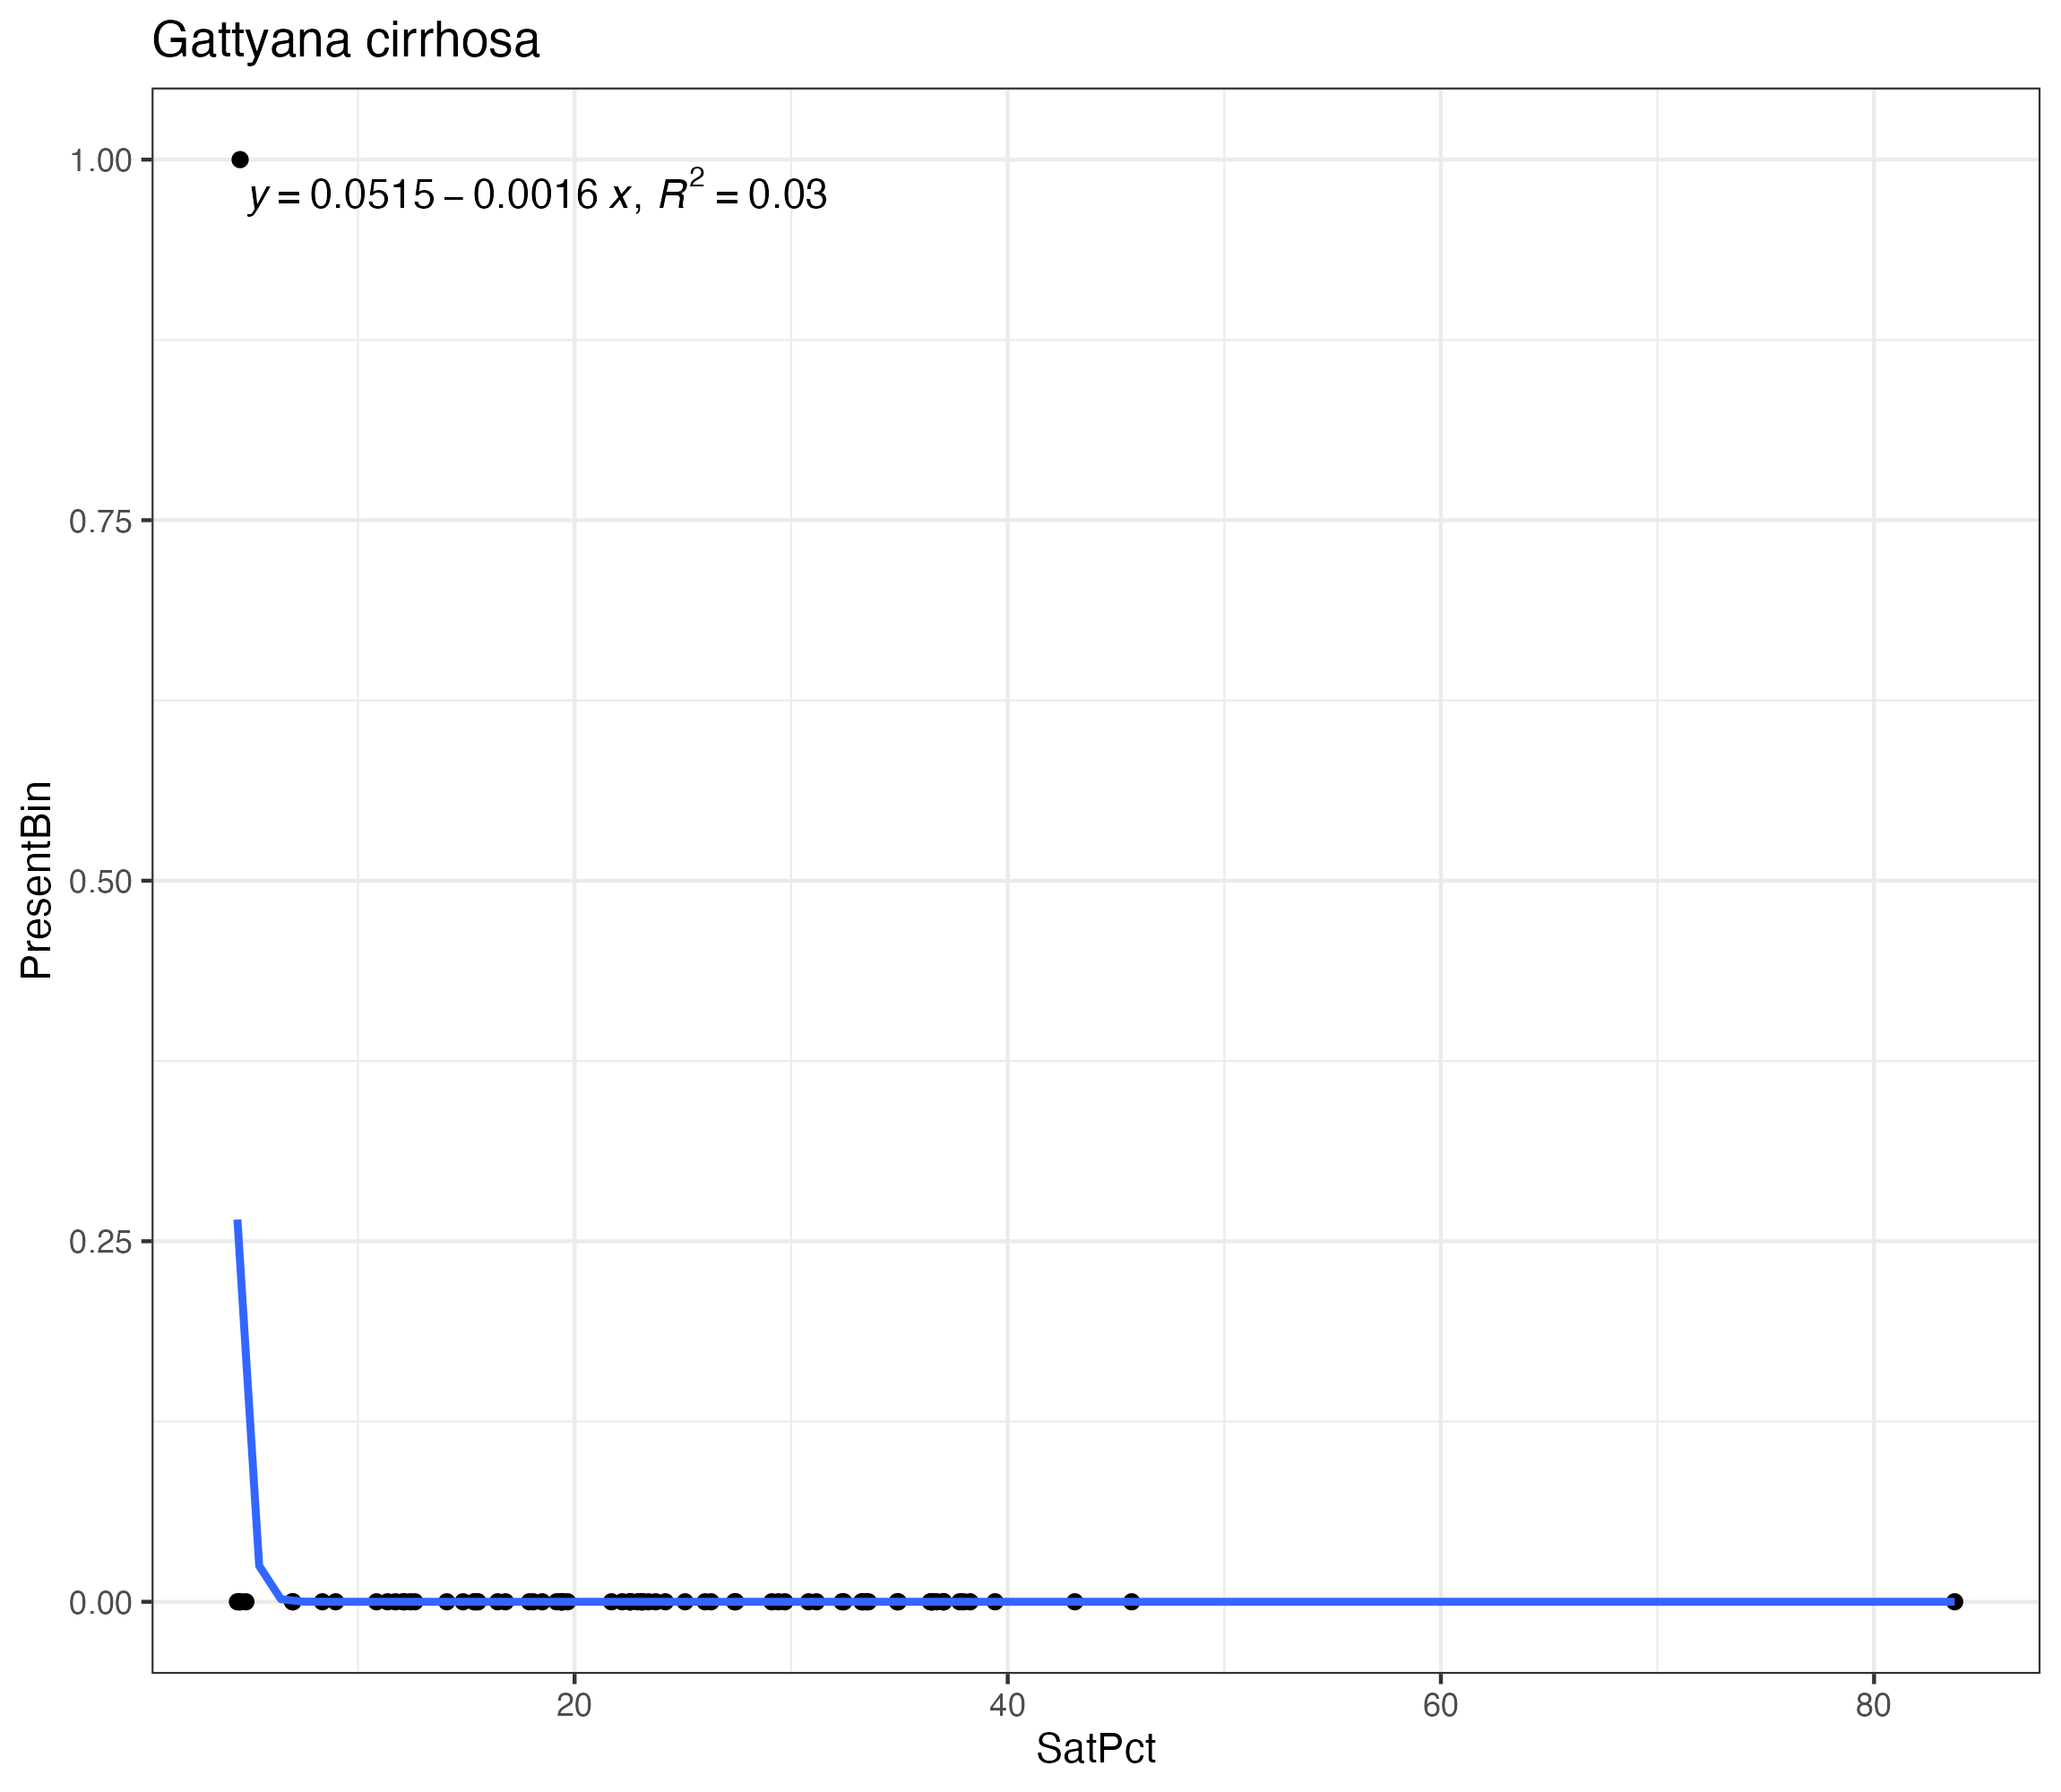 Gattyana cirrhosa
1.00
y = 0.0515 − 0.0016 x, R² = 0.03
0.75
0.50
0.25
0.00
PresentBin
20 40 60 80
SatPct